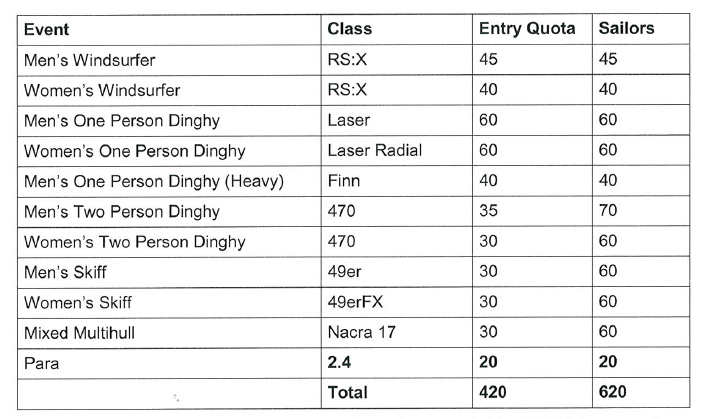 Event Class Entry Quota Sailors
Men's Windsurfer RS:X 45 45
Women's Windsurfer RS:X 40 40
Men's One Person Dinghy Laser 60 60
Women's One Person Dinghy Laser Radial 60 60
Men's One Person Dinghy (Heavy) Finn 40 40
Men's Two Person Dinghy 470 35 70
Women's Two Person Dinghy 470 30 60
Men's Skiff 49er 30 60
Women's Skiff 49erFX 30 60
Mixed Multihull Nacra 17 30 60
Para 2.4 20 20
Total 420 620